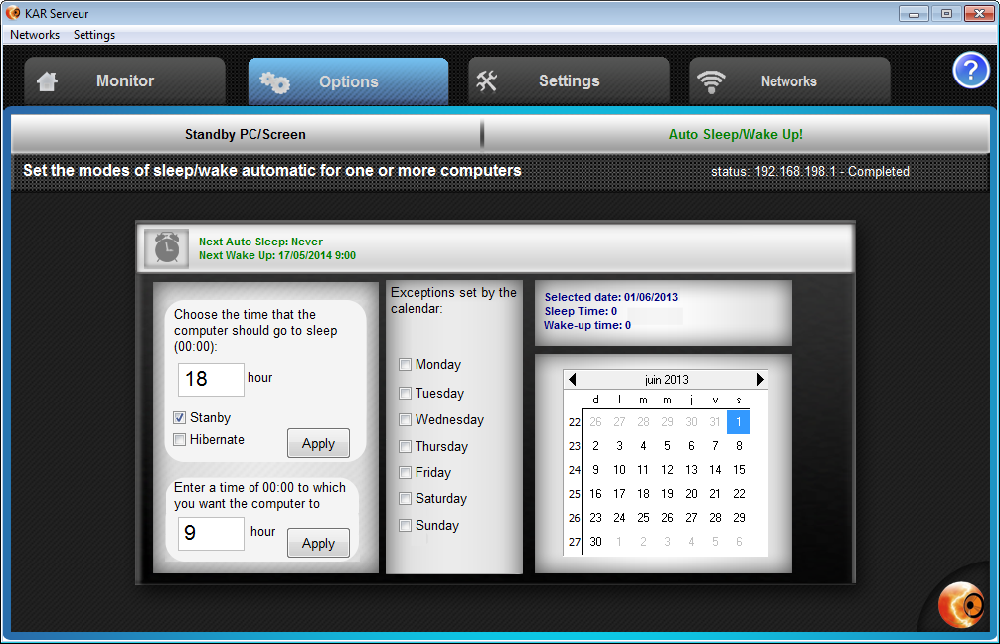 KAR Serveur
Networks Settings
Monitor
Options
Settings
Networks
?
Standby PC/Screen
Auto Sleep/Wake Up!
Set the modes of sleep/wake automatic for one or more computers
status: 192.168.198.1 - Completed
Next Auto Sleep: Never
Next Wake Up: 17/05/2014 9:00
Choose the time that the
computer should go to sleep
(00:00):
18 hour
Stanby
Hibernate
Apply
Enter a time of 00:00 to which
you want the computer to
9 hour
Apply
Exceptions set by the
calendar:
Monday
Tuesday
Wednesday
Thursday
Friday
Saturday
Sunday
Selected date: 01/06/2013
Sleep Time: 0
Wake-up time: 0
juin 2013
d l m m j v s
22 26 27 28 29 30 31 1
23 2 3 4 5 6 7 8
24 9 10 11 12 13 14 15
25 16 17 18 19 20 21 22
26 23 24 25 26 27 28 29
27 30 1 2 3 4 5 6